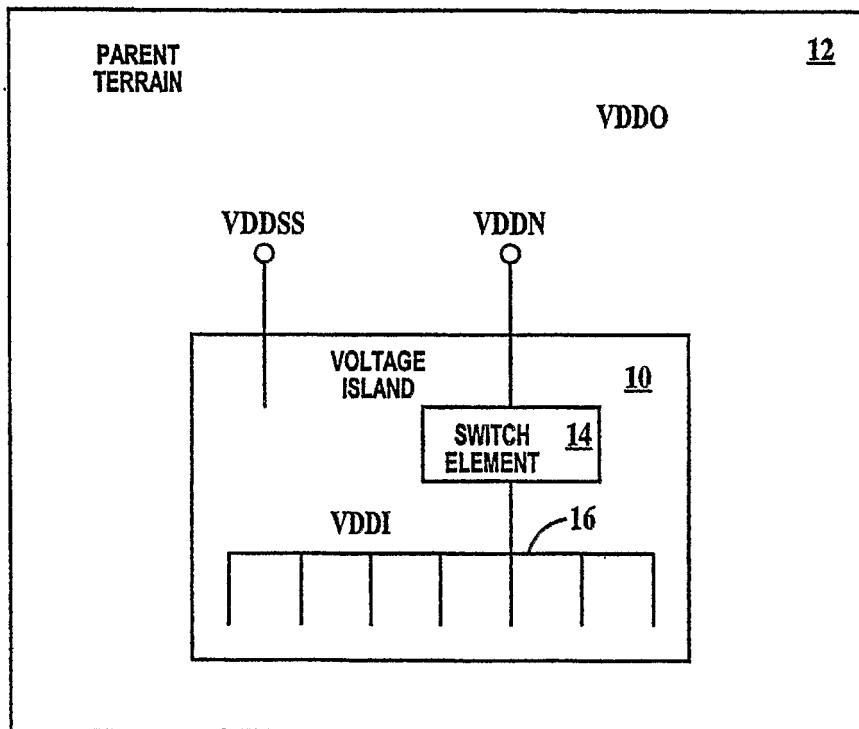 PARENT
TERRAIN
12
VDDO
VDDSS
VDDN
VOLTAGE
ISLAND
10
SWITCH
ELEMENT
14
VDDI
16